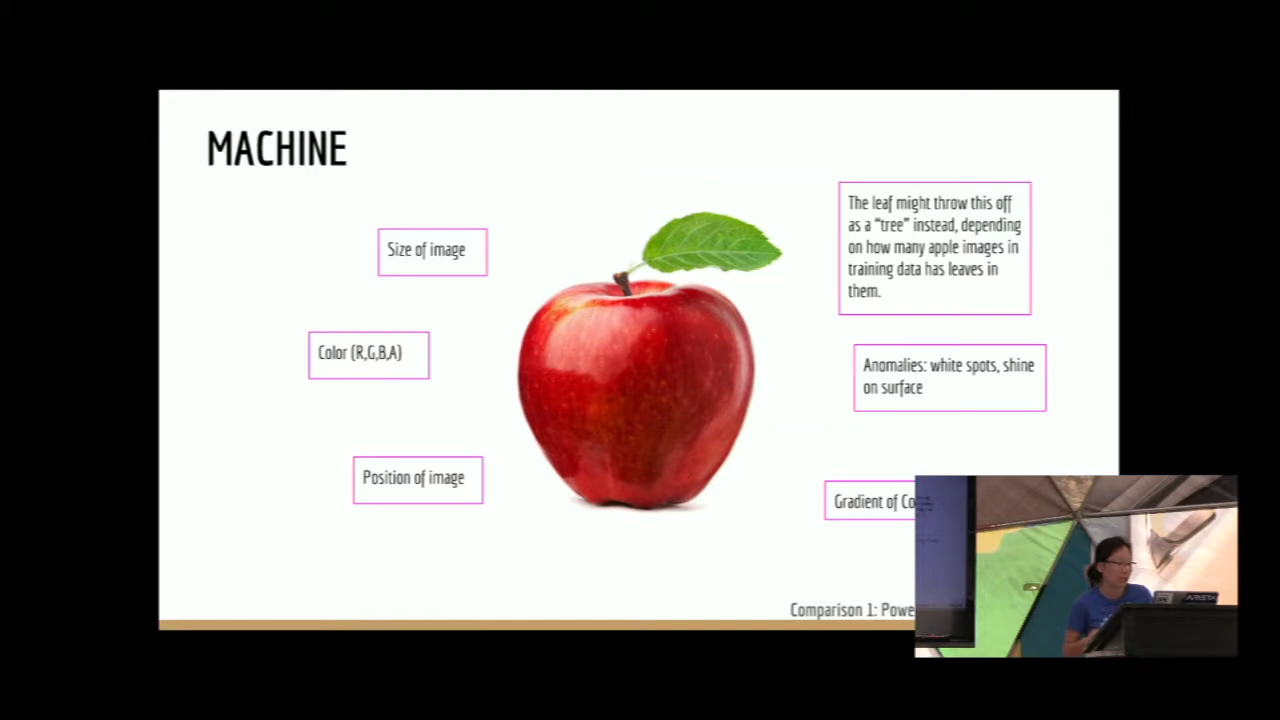 MACHINE
Size of image
Color (R,G,B,A)
Position of image
The leaf might throw this off
as a “tree” instead, depending
on how many apple images in
training data has leaves in
them.
Anomalies: white spots, shine
on surface
Gradient of Co
Comparison 1: Powe